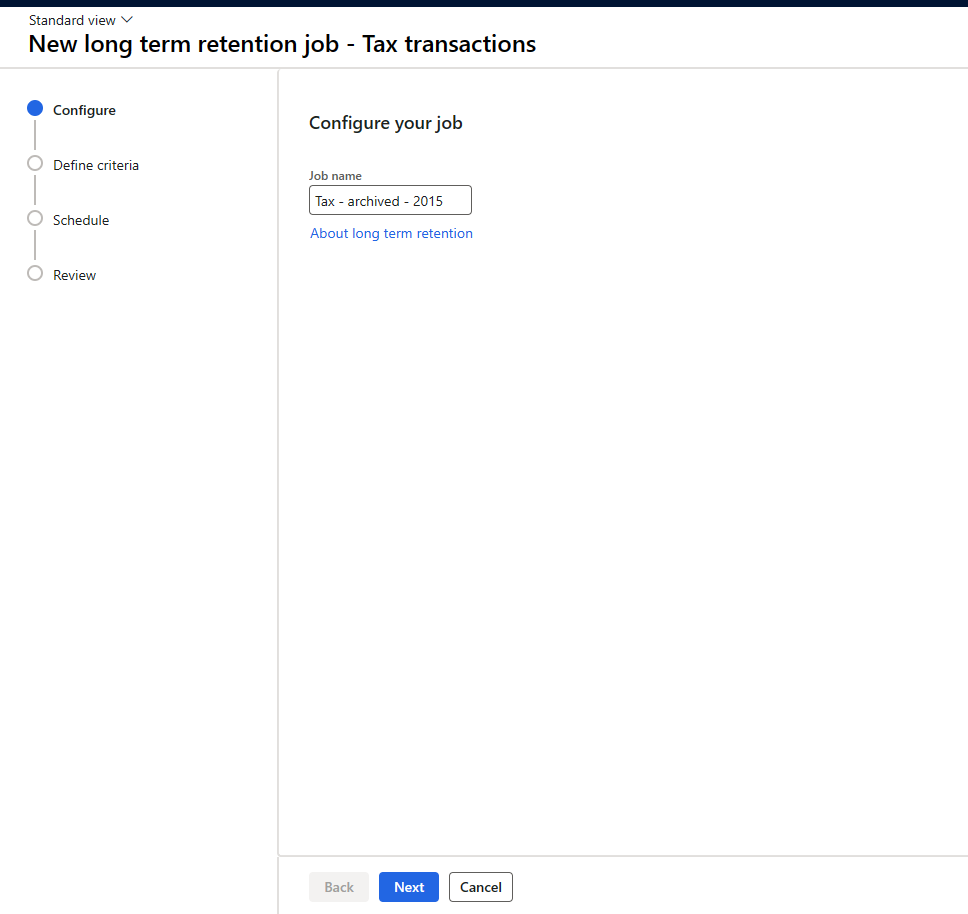 Standard view
New long term retention job - Tax transactions
Configure
Define criteria
Schedule
Review
Configure your job
Job name
Tax - archived - 2015
About long term retention
Back
Next
Cancel